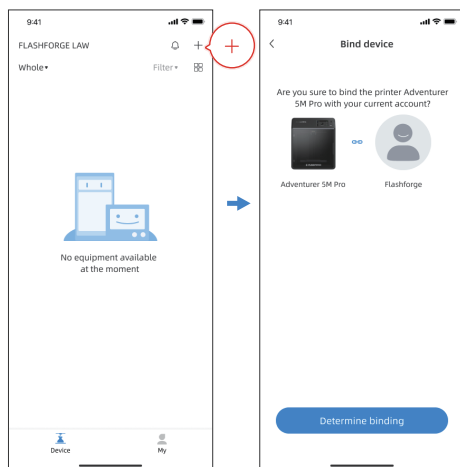 9:41
FLASHFORGE LAW
Whole
Filter
No equipment available
at the moment
Device
My
9:41
Bind device
Are you sure to bind the printer Adventurer
5M Pro with your current account?
Adventurer 5M Pro
Flashforge
Determine binding